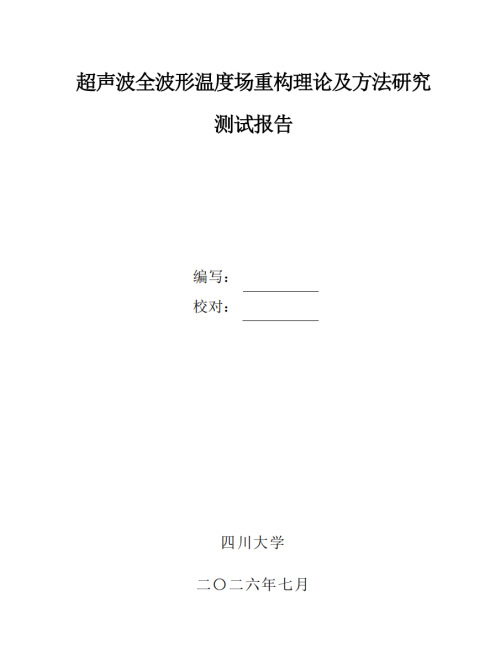 超声波全波形温度场重构理论及方法研究
测试报告
编写：
校对：
四川大学
二〇二六年七月